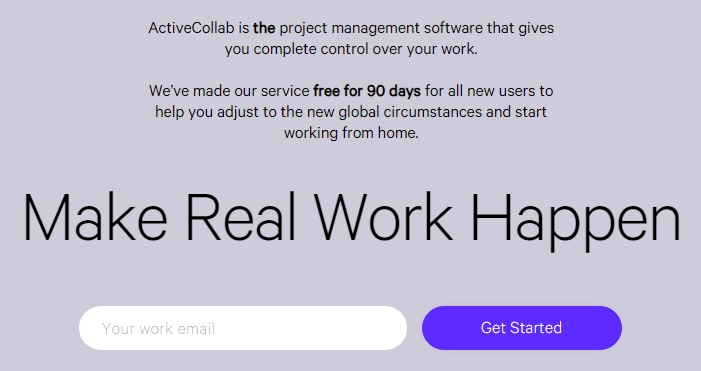 ActiveCollab is the project management software that gives
you complete control over your work.
We've made our service free for 90 days for all new users to
help you adjust to the new global circumstances and start
working from home.
Make Real Work Happen
Your work email
Get Started